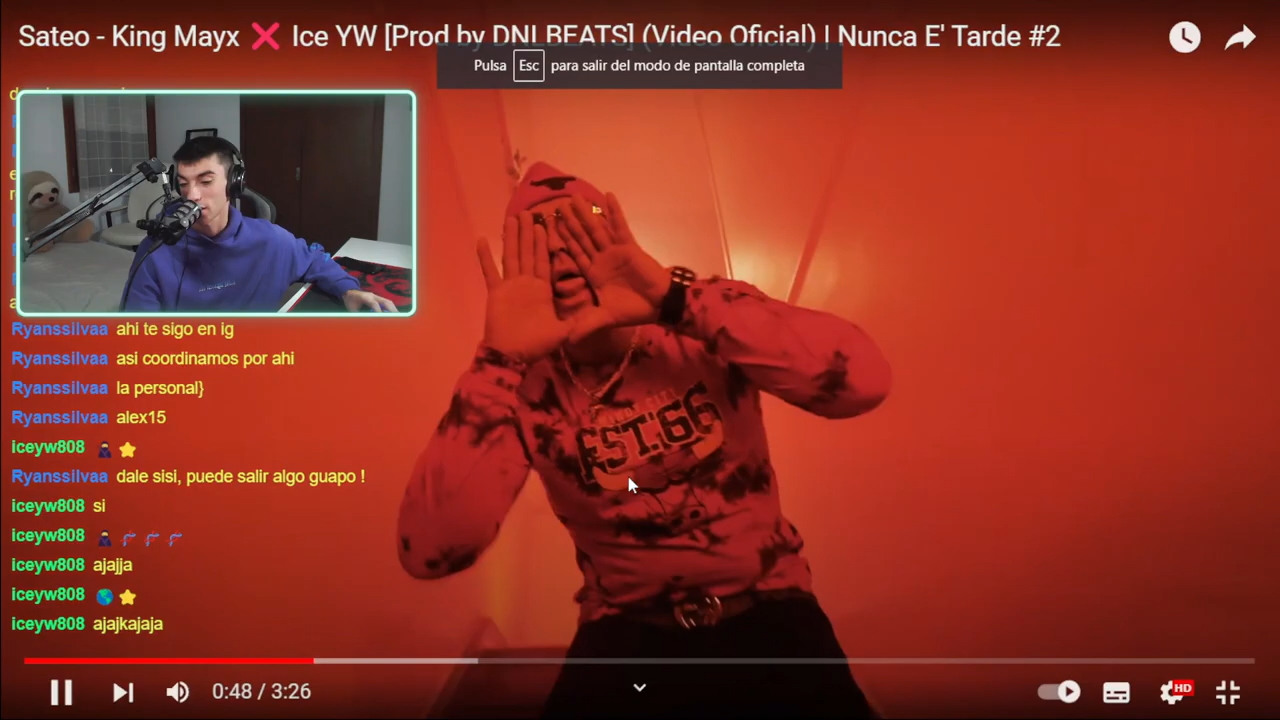 Sateo - King Mayx ❌ Ice YW [Prod by DNI BEATS] (Video Oficial) | Nunca E' Tarde #2
Pulsa Esc para salir del modo de pantalla completa
Ryanssilvaa ahi te sigo en ig
Ryanssilvaa asi coordinamos por ahi
Ryanssilvaa la personal}
Ryanssilvaa alex15
iceyw808
Ryanssilvaa dale sisi, puede salir algo guapo !
iceyw808 si
iceyw808
iceyw808 ajajja
iceyw808
iceyw808 ajajkajaja
EST.66
0:48 / 3:26
HD